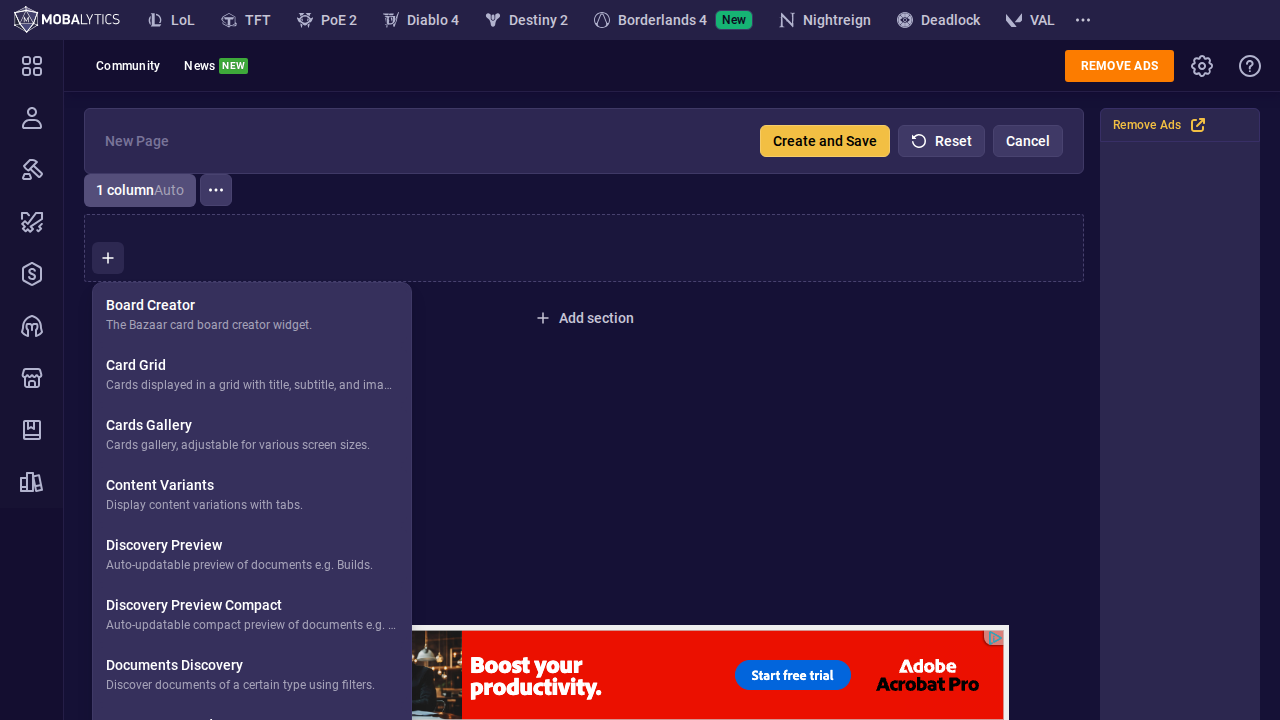 MOBALYTICS
LoL
TFT
PoE 2
Diablo 4
Destiny 2
Borderlands 4 New
Nightreign
Deadlock
VAL
Community
News NEW
REMOVE ADS
New Page
Create and Save
Reset
Cancel
Remove Ads
1 column Auto
Add section
Board Creator
The Bazaar card board creator widget.
Card Grid
Cards displayed in a grid with title, subtitle, and ima...
Cards Gallery
Cards gallery, adjustable for various screen sizes.
Content Variants
Display content variations with tabs.
Discovery Preview
Auto-updatable preview of documents e.g. Builds.
Discovery Preview Compact
Auto-updatable compact preview of documents e.g. ...
Documents Discovery
Discover documents of a certain type using filters.
Boost your
productivity.
Start free trial
Adobe
Acrobat Pro